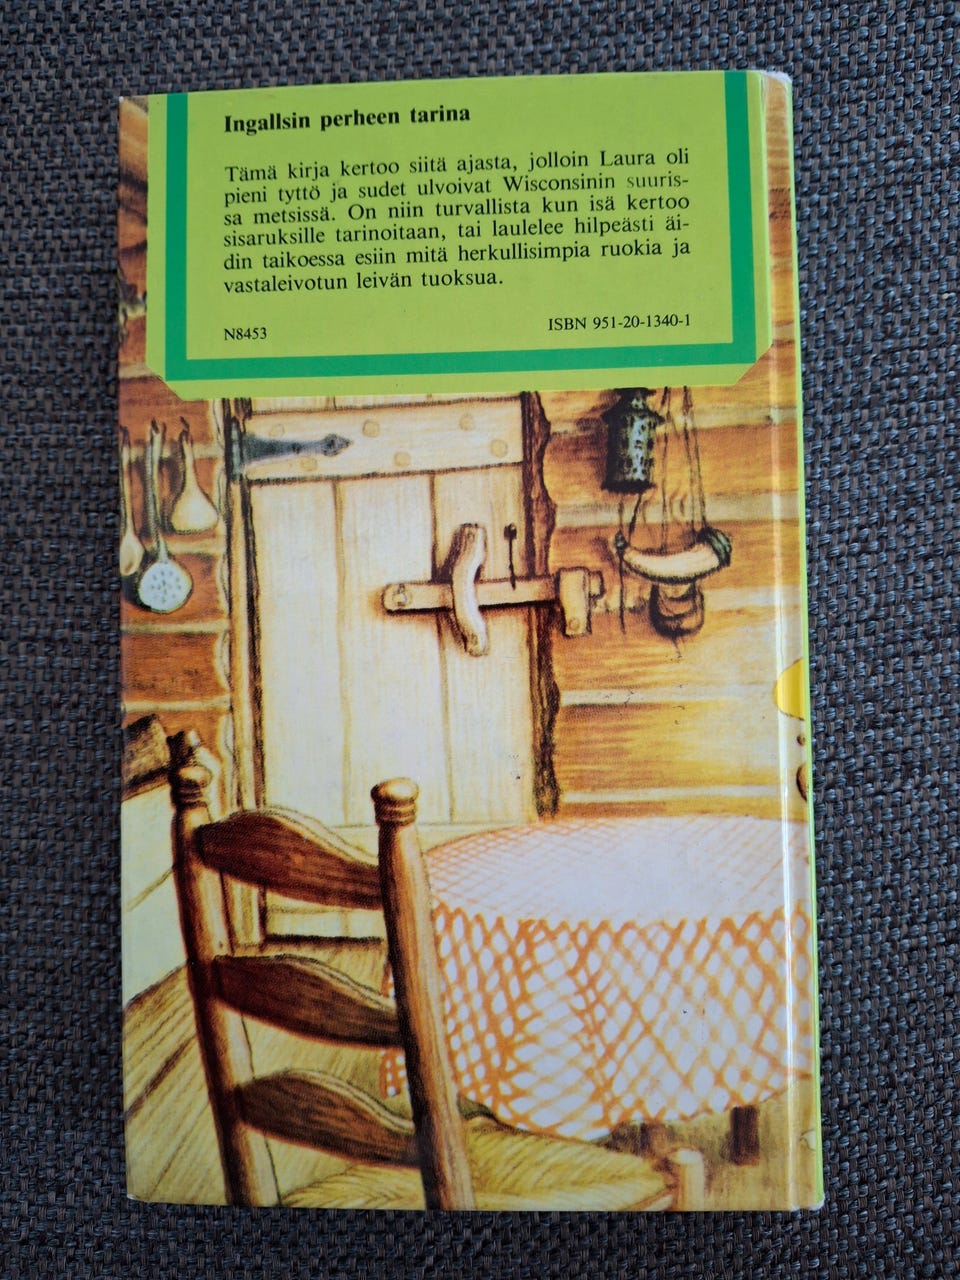 Ingallsin perheen tarina
Tämä kirja kertoo siitä ajasta, jolloin Laura oli
pieni tyttö ja sudet ulvoivat Wisconsinin suuris-
sa metsissä. On niin turvallista kun isä kertoo
sisaruksille tarinoitaan, tai laulelee hilpeästi äi-
din taikoessa esiin mitä herkullisimpia ruokia ja
vastaleivotun leivän tuoksua.
N8453
ISBN 951-20-1340-1